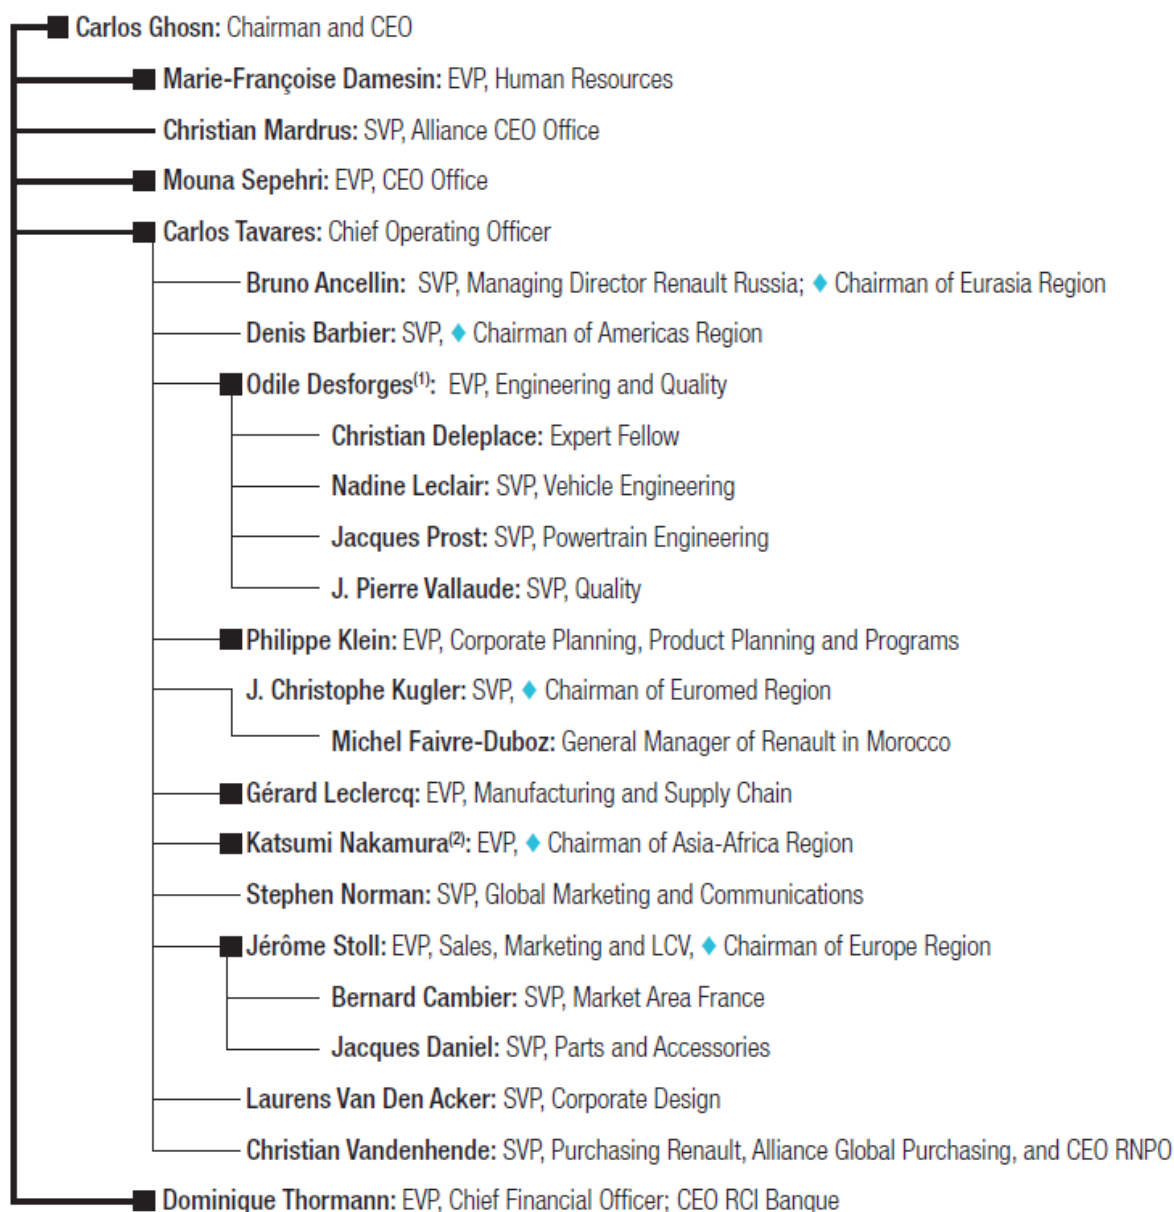 Carlos Ghosn: Chairman and CEO
Marie-Françoise Damesin: EVP, Human Resources
Christian Mardrus: SVP, Alliance CEO Office
Mouna Sepehri: EVP, CEO Office
Carlos Tavares: Chief Operating Officer
Bruno Ancellin: SVP, Managing Director Renault Russia; ♦ Chairman of Eurasia Region
Denis Barbier: SVP, ♦ Chairman of Americas Region
Odile Desforges(1): EVP, Engineering and Quality
Christian Deleplace: Expert Fellow
Nadine Leclair: SVP, Vehicle Engineering
Jacques Prost: SVP, Powertrain Engineering
J. Pierre Vallaude: SVP, Quality
Philippe Klein: EVP, Corporate Planning, Product Planning and Programs
J. Christophe Kugler: SVP, ♦ Chairman of Euromed Region
Michel Faivre-Duboz: General Manager of Renault in Morocco
Gérard Leclercq: EVP, Manufacturing and Supply Chain
Katsumi Nakamura(2): EVP, ♦ Chairman of Asia-Africa Region
Stephen Norman: SVP, Global Marketing and Communications
Jérôme Stoll: EVP, Sales, Marketing and LCV, ♦ Chairman of Europe Region
Bernard Cambier: SVP, Market Area France
Jacques Daniel: SVP, Parts and Accessories
Laurens Van Den Acker: SVP, Corporate Design
Christian Vandenhende: SVP, Purchasing Renault, Alliance Global Purchasing, and CEO RNPO
Dominique Thormann: EVP, Chief Financial Officer; CEO RCI Banque